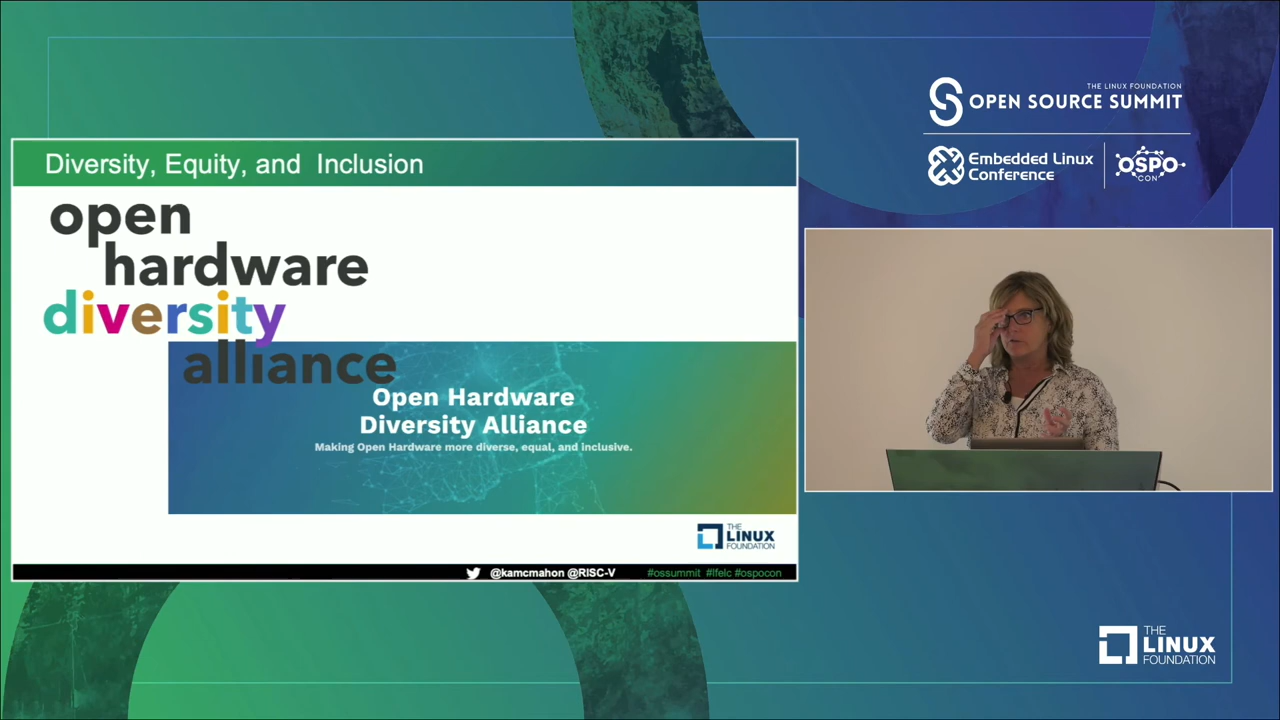 Diversity, Equity, and Inclusion
open
hardware
diversity
alliance
Open Hardware
Diversity Alliance
Making Open Hardware more diverse, equal, and inclusive.
THE
LINUX
FOUNDATION
@kamcmahon @RISC-V #ossummit #lfelc #ospocon
THE LINUX FOUNDATION
OPEN SOURCE SUMMIT
Embedded Linux
Conference
OSPO
CON
THE
LINUX
FOUNDATION